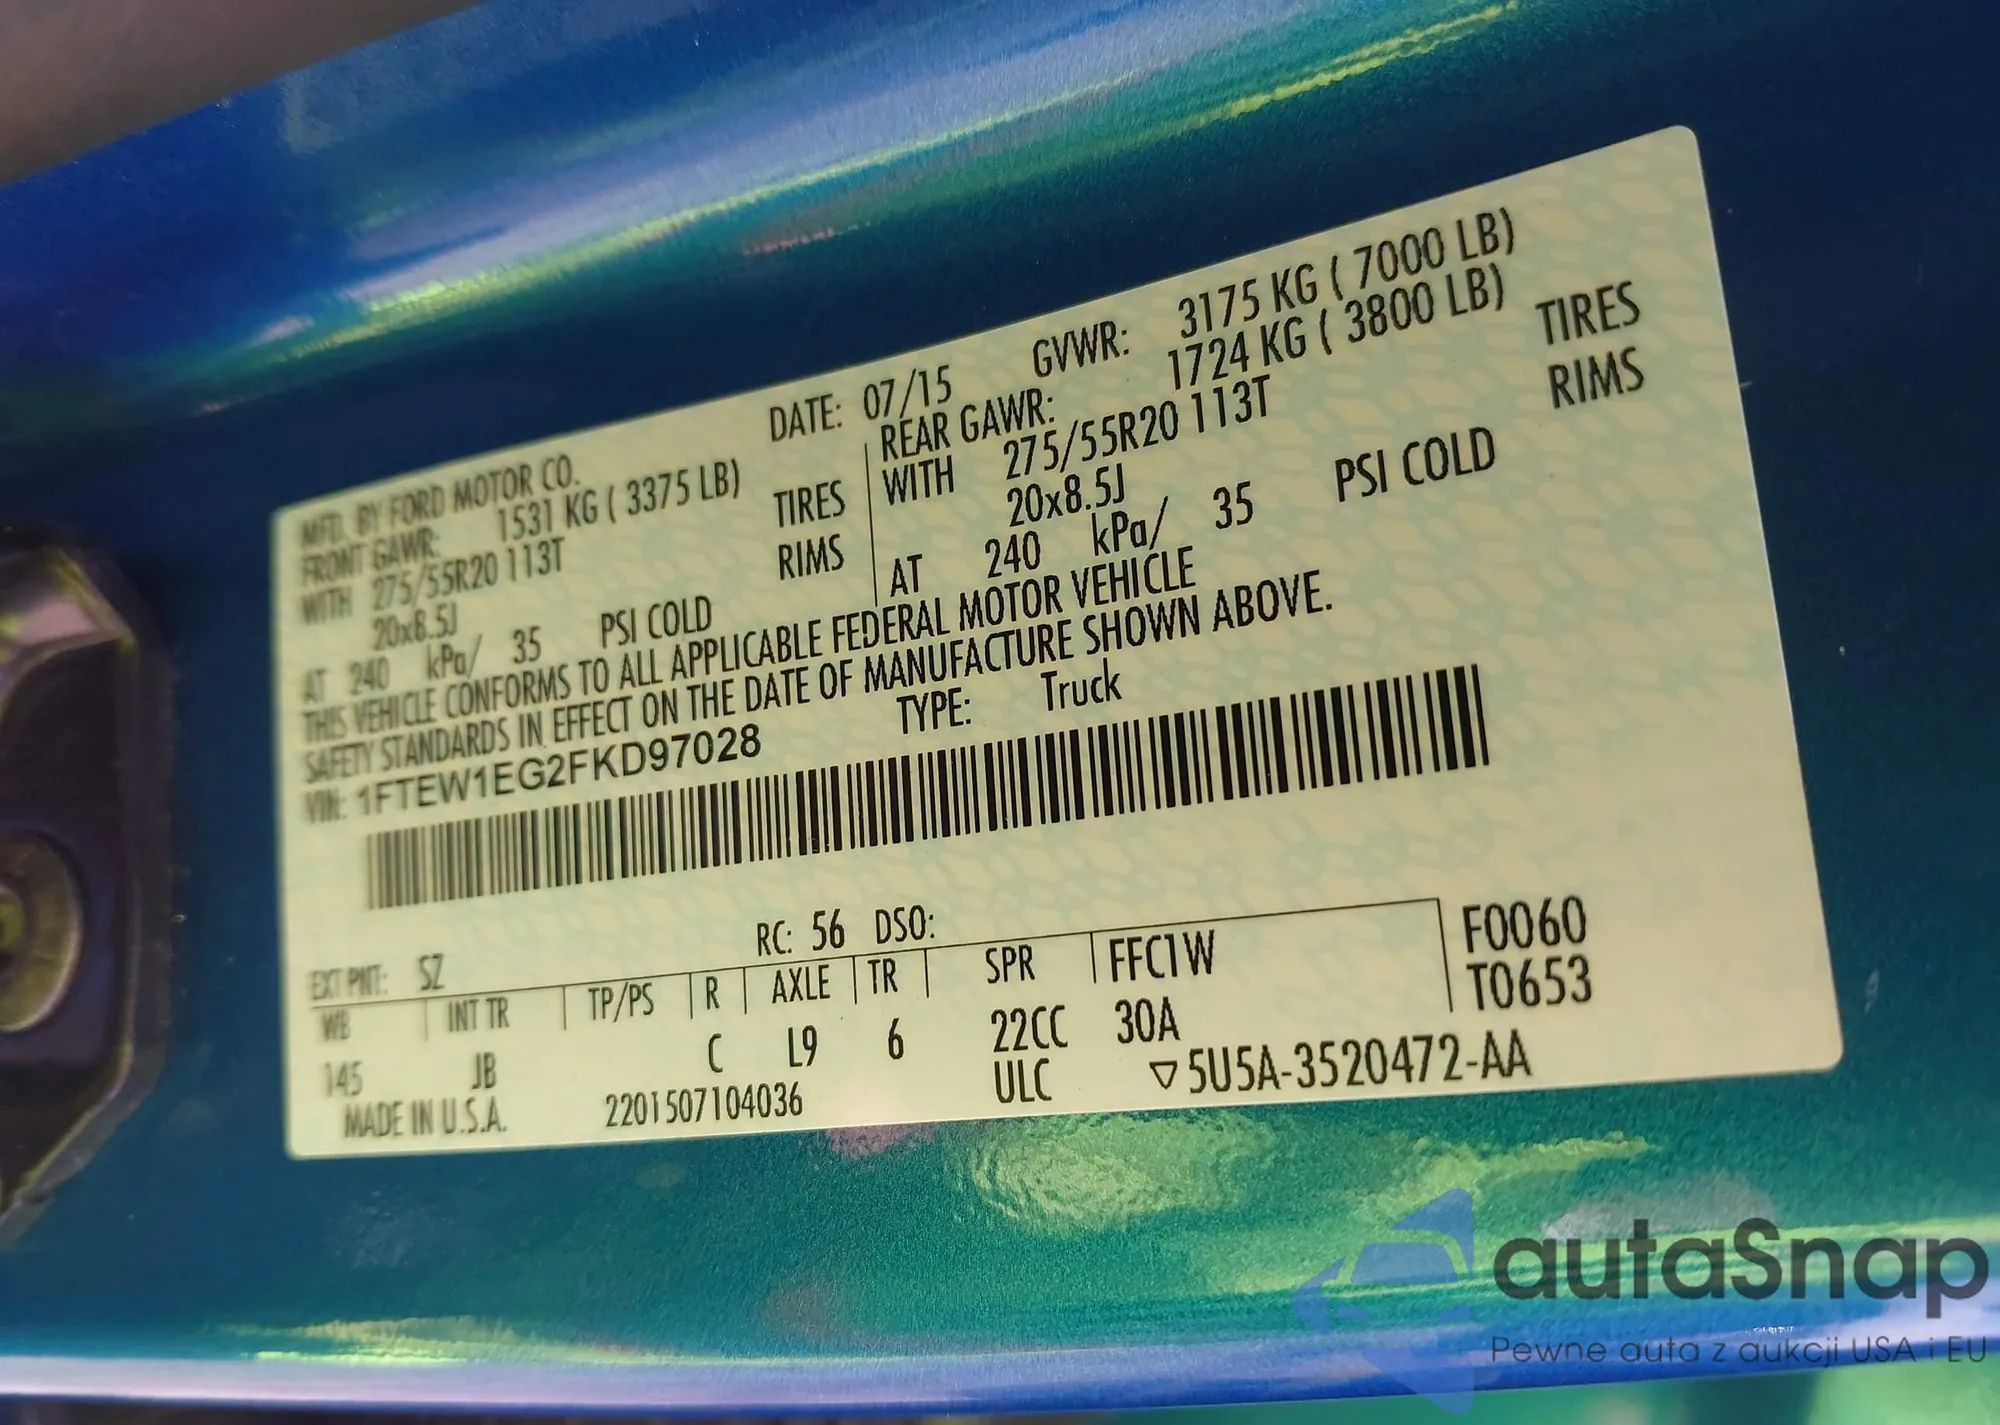 MFD. BY FORD MOTOR CO. DATE: 07/15 GVWR: 3175 KG ( 7000 LB)
FRONT GAWR: 1531 KG ( 3375 LB) REAR GAWR: 1724 KG ( 3800 LB)
WITH 275/55R20 113T TIRES WITH 275/55R20 113T TIRES
20x8.5J RIMS 20x8.5J RIMS
AT 240 kPa/ 35 PSI COLD AT 240 kPa/ 35 PSI COLD
THIS VEHICLE CONFORMS TO ALL APPLICABLE FEDERAL MOTOR VEHICLE
SAFETY STANDARDS IN EFFECT ON THE DATE OF MANUFACTURE SHOWN ABOVE.
VIN: 1FTEW1EG2FKD97028 TYPE: Truck
EXT PNT: SZ RC: 56 DSO: F0060
WB INT TR TP/PS R AXLE TR SPR FFC1W T0653
145 JB C L9 6 22CC 30A
ULC ▽5U5A-3520472-AA
MADE IN U.S.A. 2201507104036
autaSnap
Pewne auta z aukcji USA i EU